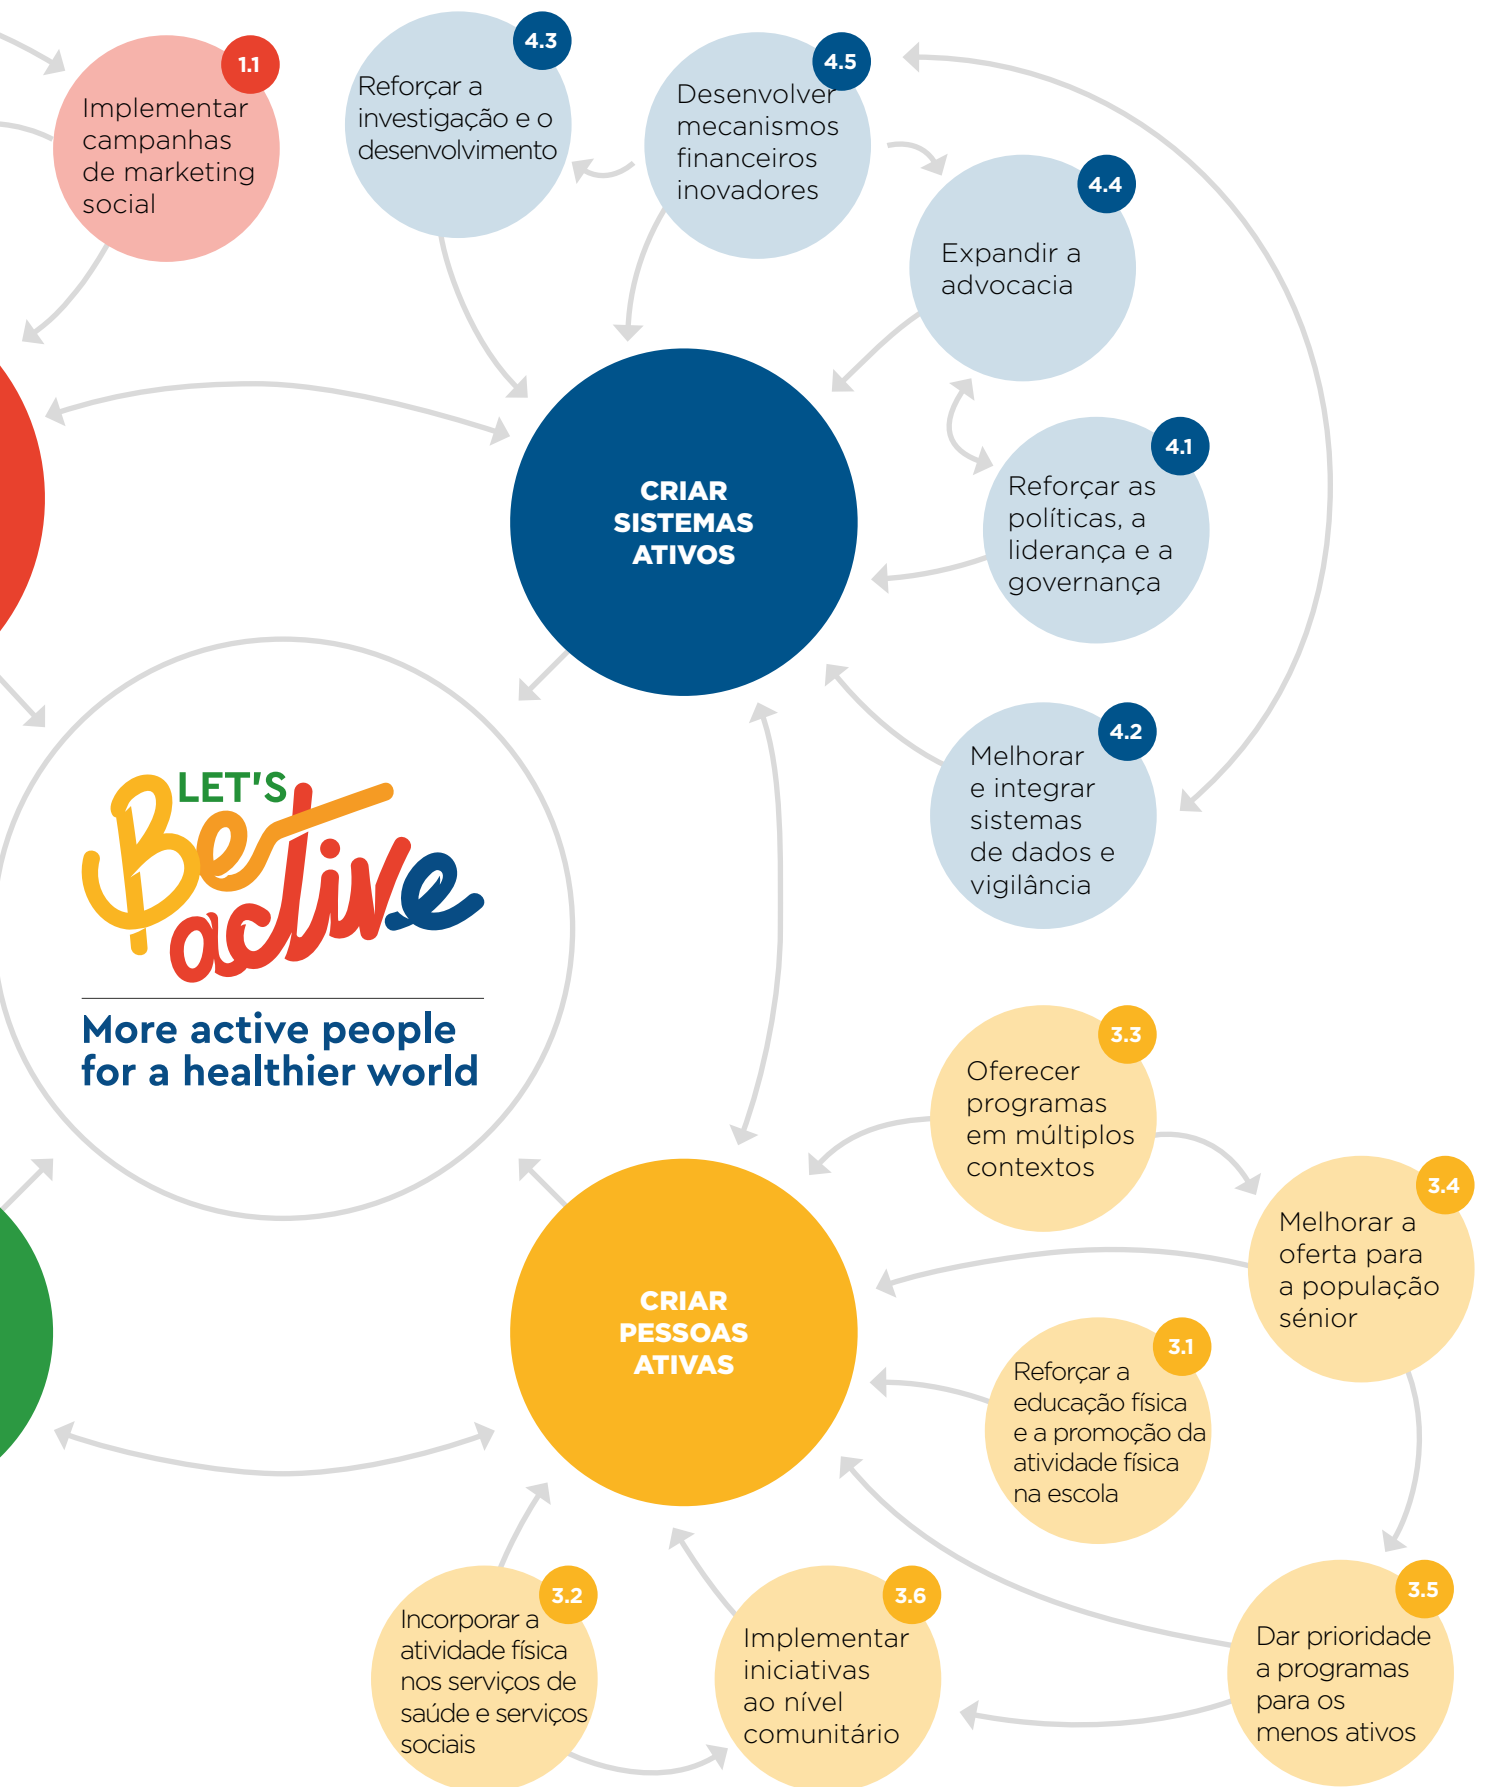 1.1
Implementar
campanhas
de marketing
social
4.3
Reforçar a
investigação e o
desenvolvimento
4.5
Desenvolver
mecanismos
financeiros
inovadores
4.4
Expandir a
advocacia
4.1
Reforçar as
políticas, a
liderança e a
governança
CRIAR
SISTEMAS
ATIVOS
4.2
Melhorar
e integrar
sistemas
de dados e
vigilância
LET'S
Be
active
More active people
for a healthier world
3.3
Oferecer
programas
em múltiplos
contextos
3.4
Melhorar a
oferta para
a população
sénior
CRIAR
PESSOAS
ATIVAS
3.1
Reforçar a
educação física
e a promoção da
atividade física
na escola
3.2
Incorporar a
atividade física
nos serviços de
saúde e serviços
sociais
3.6
Implementar
iniciativas
ao nível
comunitário
3.5
Dar prioridade
a programas
para os
menos ativos